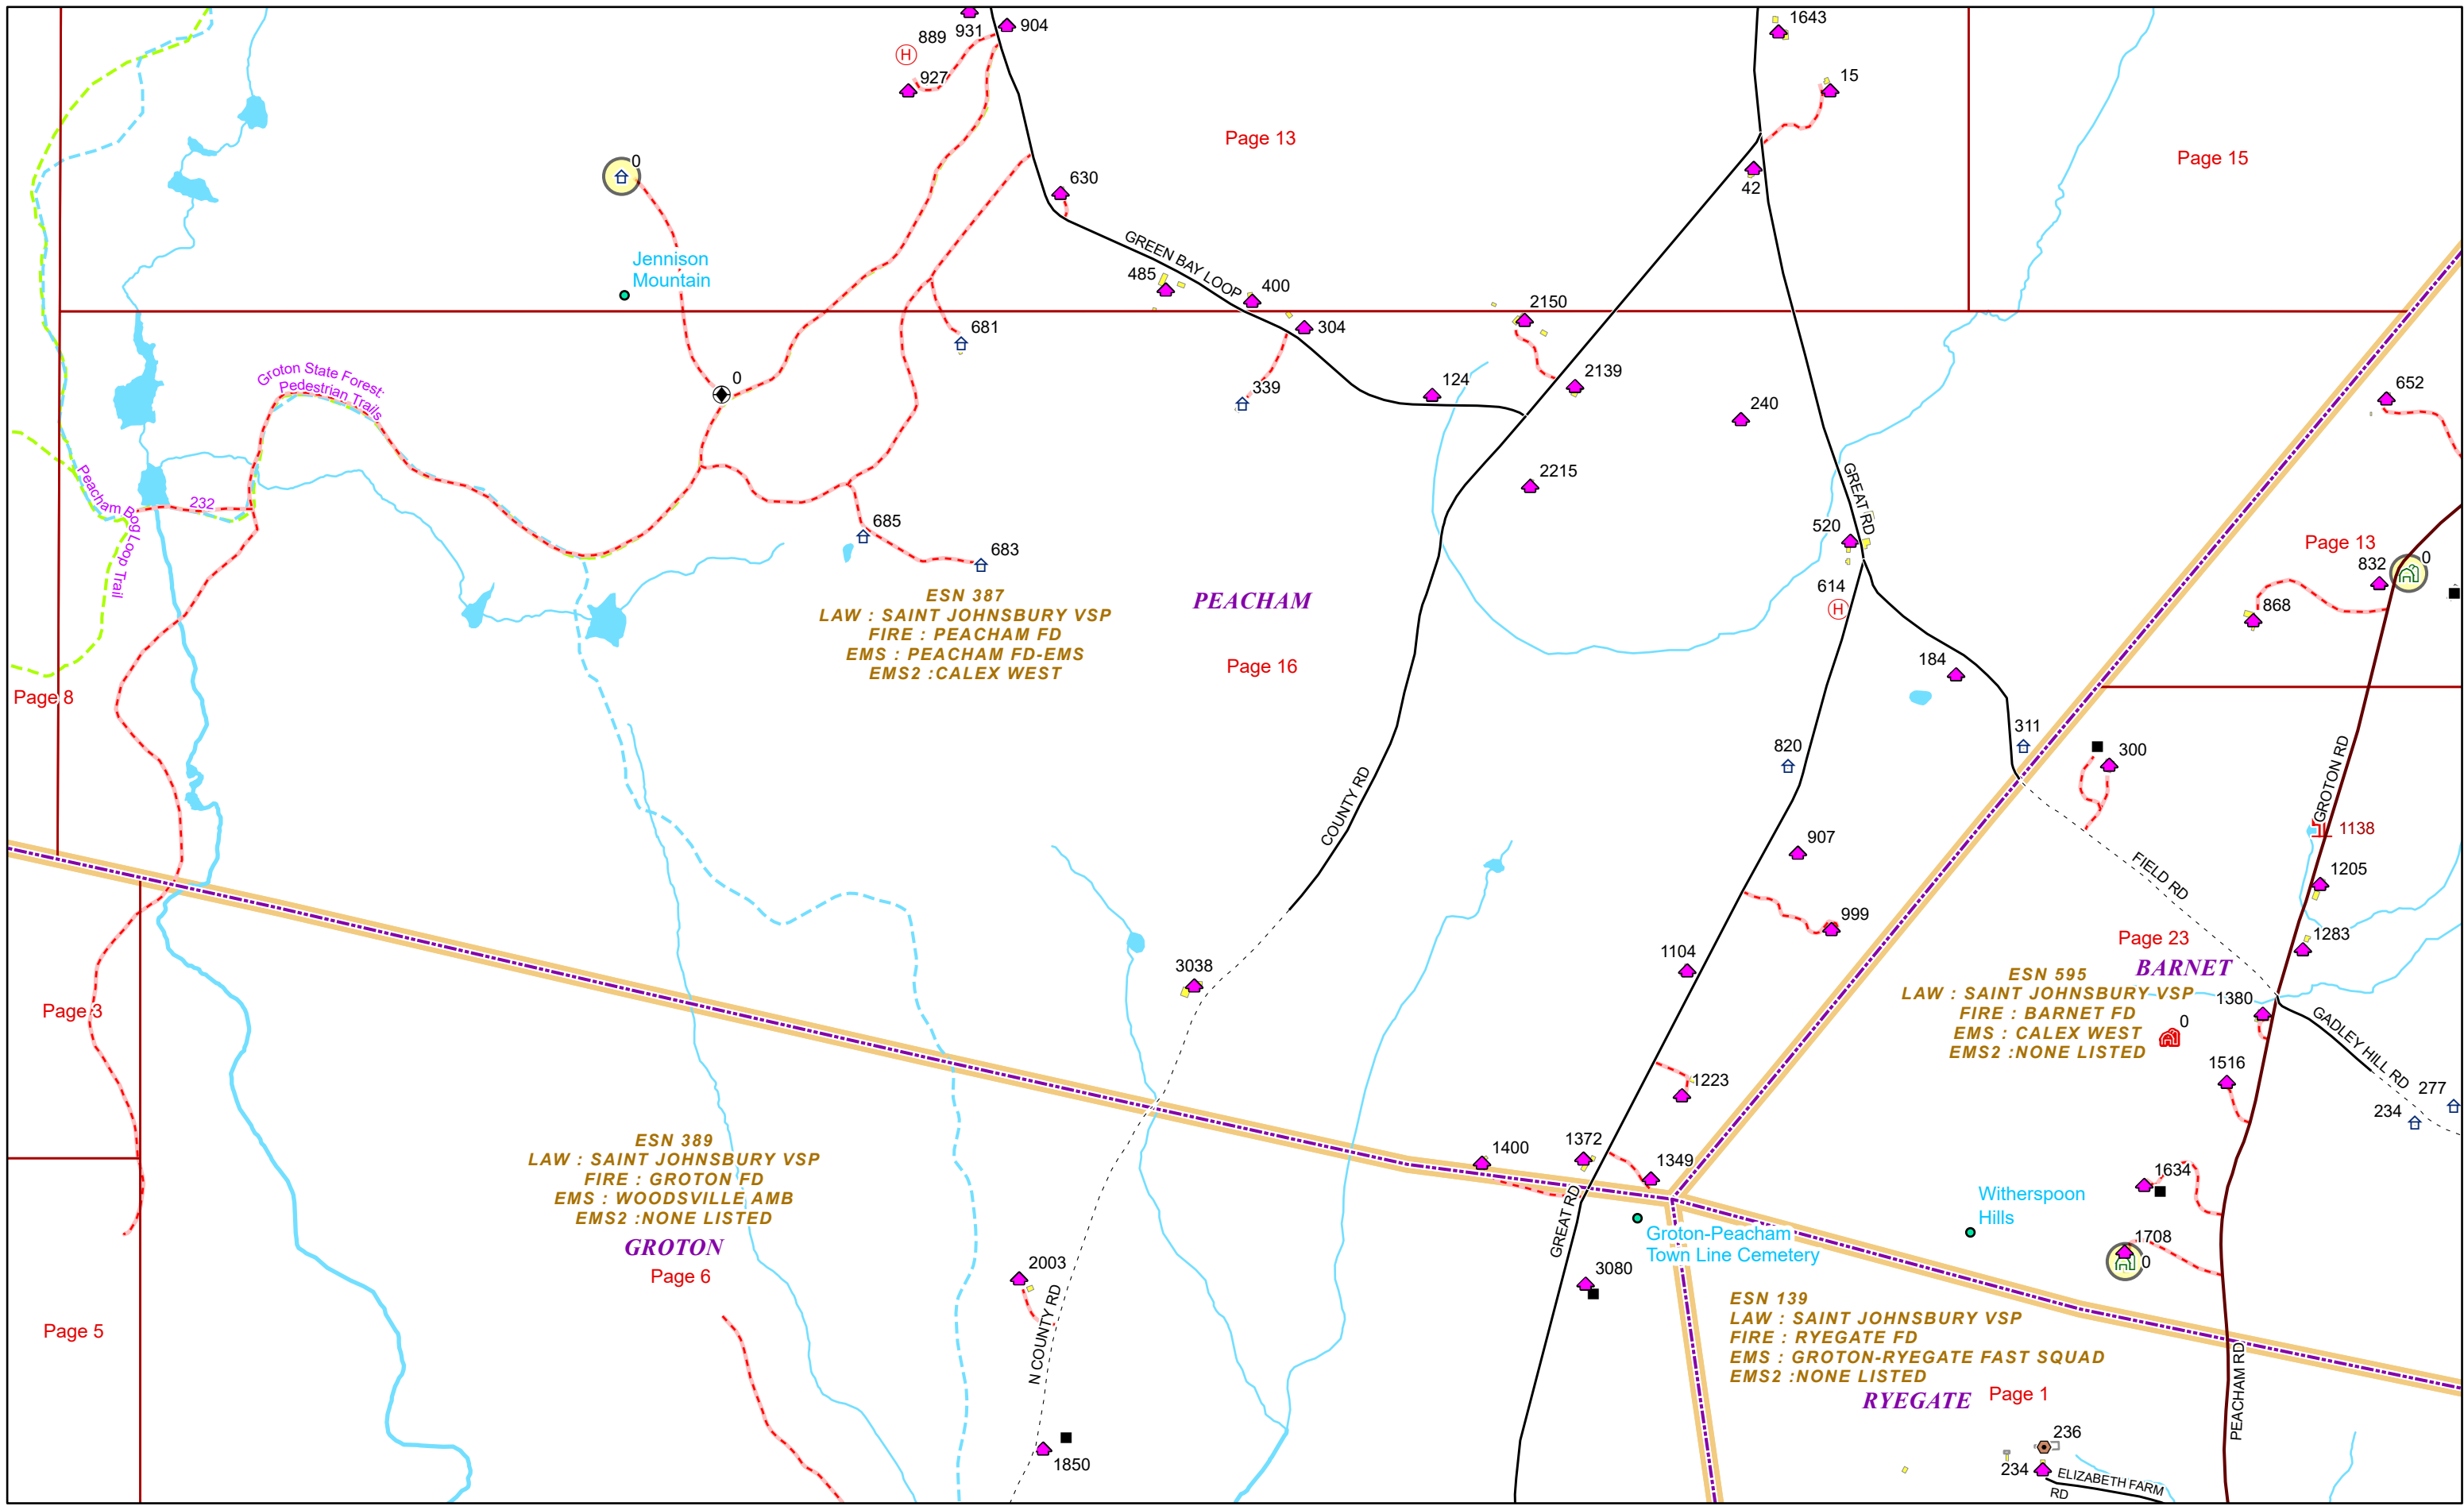 931
904
889
H
927
1643
15
Page 13
Page 15
0
42
630
Jennison
Mountain
GREEN BAY LOOP
485
400
304
2150
681
0
339
124
2139
240
652
Groton State Forest:
Pedestrian Trails
2215
GREAT RD
Peacham Bog Loop Trail
232
685
683
520
614
H
Page 13
832
0
868
ESN 387
LAW : SAINT JOHNSBURY VSP
FIRE : PEACHAM FD
EMS : PEACHAM FD-EMS
EMS2 :CALEX WEST
PEACHAM
Page 16
184
Page 8
311
300
820
COUNTY RD
GROTON RD
1138
907
FIELD RD
1205
999
1283
Page 23
BARNET
1104
3038
ESN 595
LAW : SAINT JOHNSBURY VSP
FIRE : BARNET FD
EMS : CALEX WEST
EMS2 :NONE LISTED
1380
0
GADLEY HILL RD
Page 3
1516
277
234
1223
1400
1372
1349
ESN 389
LAW : SAINT JOHNSBURY VSP
FIRE : GROTON FD
EMS : WOODSVILLE AMB
EMS2 :NONE LISTED
GROTON
Page 6
1634
Witherspoon
Hills
GREAT RD
Groton-Peacham
Town Line Cemetery
1708
0
2003
3080
N COUNTY RD
Page 5
ESN 139
LAW : SAINT JOHNSBURY VSP
FIRE : RYEGATE FD
EMS : GROTON-RYEGATE FAST SQUAD
EMS2 :NONE LISTED
RYEGATE
Page 1
PEACHAM RD
1850
236
234
ELIZABETH FARM
RD